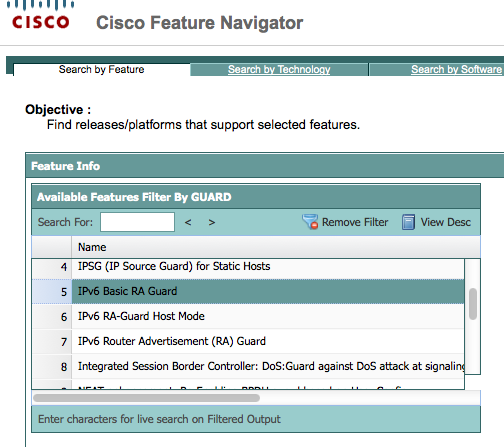 CISCO
Cisco Feature Navigator
Search by Feature
Search by Technology
Search by Software
Objective :
Find releases/platforms that support selected features.
Feature Info
Available Features Filter By GUARD
Search For: < > Remove Filter View Desc
Name
4 IPSG (IP Source Guard) for Static Hosts
5 IPv6 Basic RA Guard
6 IPv6 RA-Guard Host Mode
7 IPv6 Router Advertisement (RA) Guard
8 Integrated Session Border Controller: DoS:Guard against DoS attack at signaling
Enter characters for live search on Filtered Output